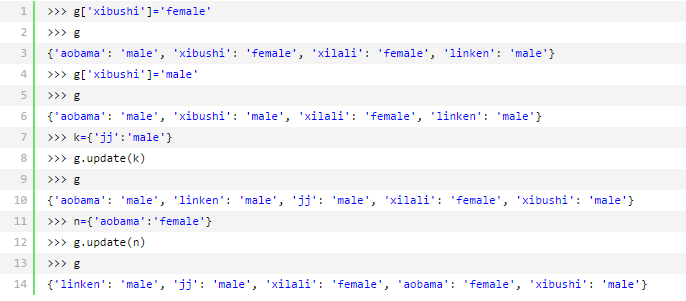 1 >>> g['xibushi']='female'
2 >>> g
3 {'aobama': 'male', 'xibushi': 'female', 'xilali': 'female', 'linken': 'male'}
4 >>> g['xibushi']='male'
5 >>> g
6 {'aobama': 'male', 'xibushi': 'male', 'xilali': 'female', 'linken': 'male'}
7 >>> k={'jj':'male'}
8 >>> g.update(k)
9 >>> g
10 {'aobama': 'male', 'linken': 'male', 'jj': 'male', 'xilali': 'female', 'xibushi': 'male'}
11 >>> n={'aobama':'female'}
12 >>> g.update(n)
13 >>> g
14 {'linken': 'male', 'jj': 'male', 'xilali': 'female', 'aobama': 'female', 'xibushi': 'male'}